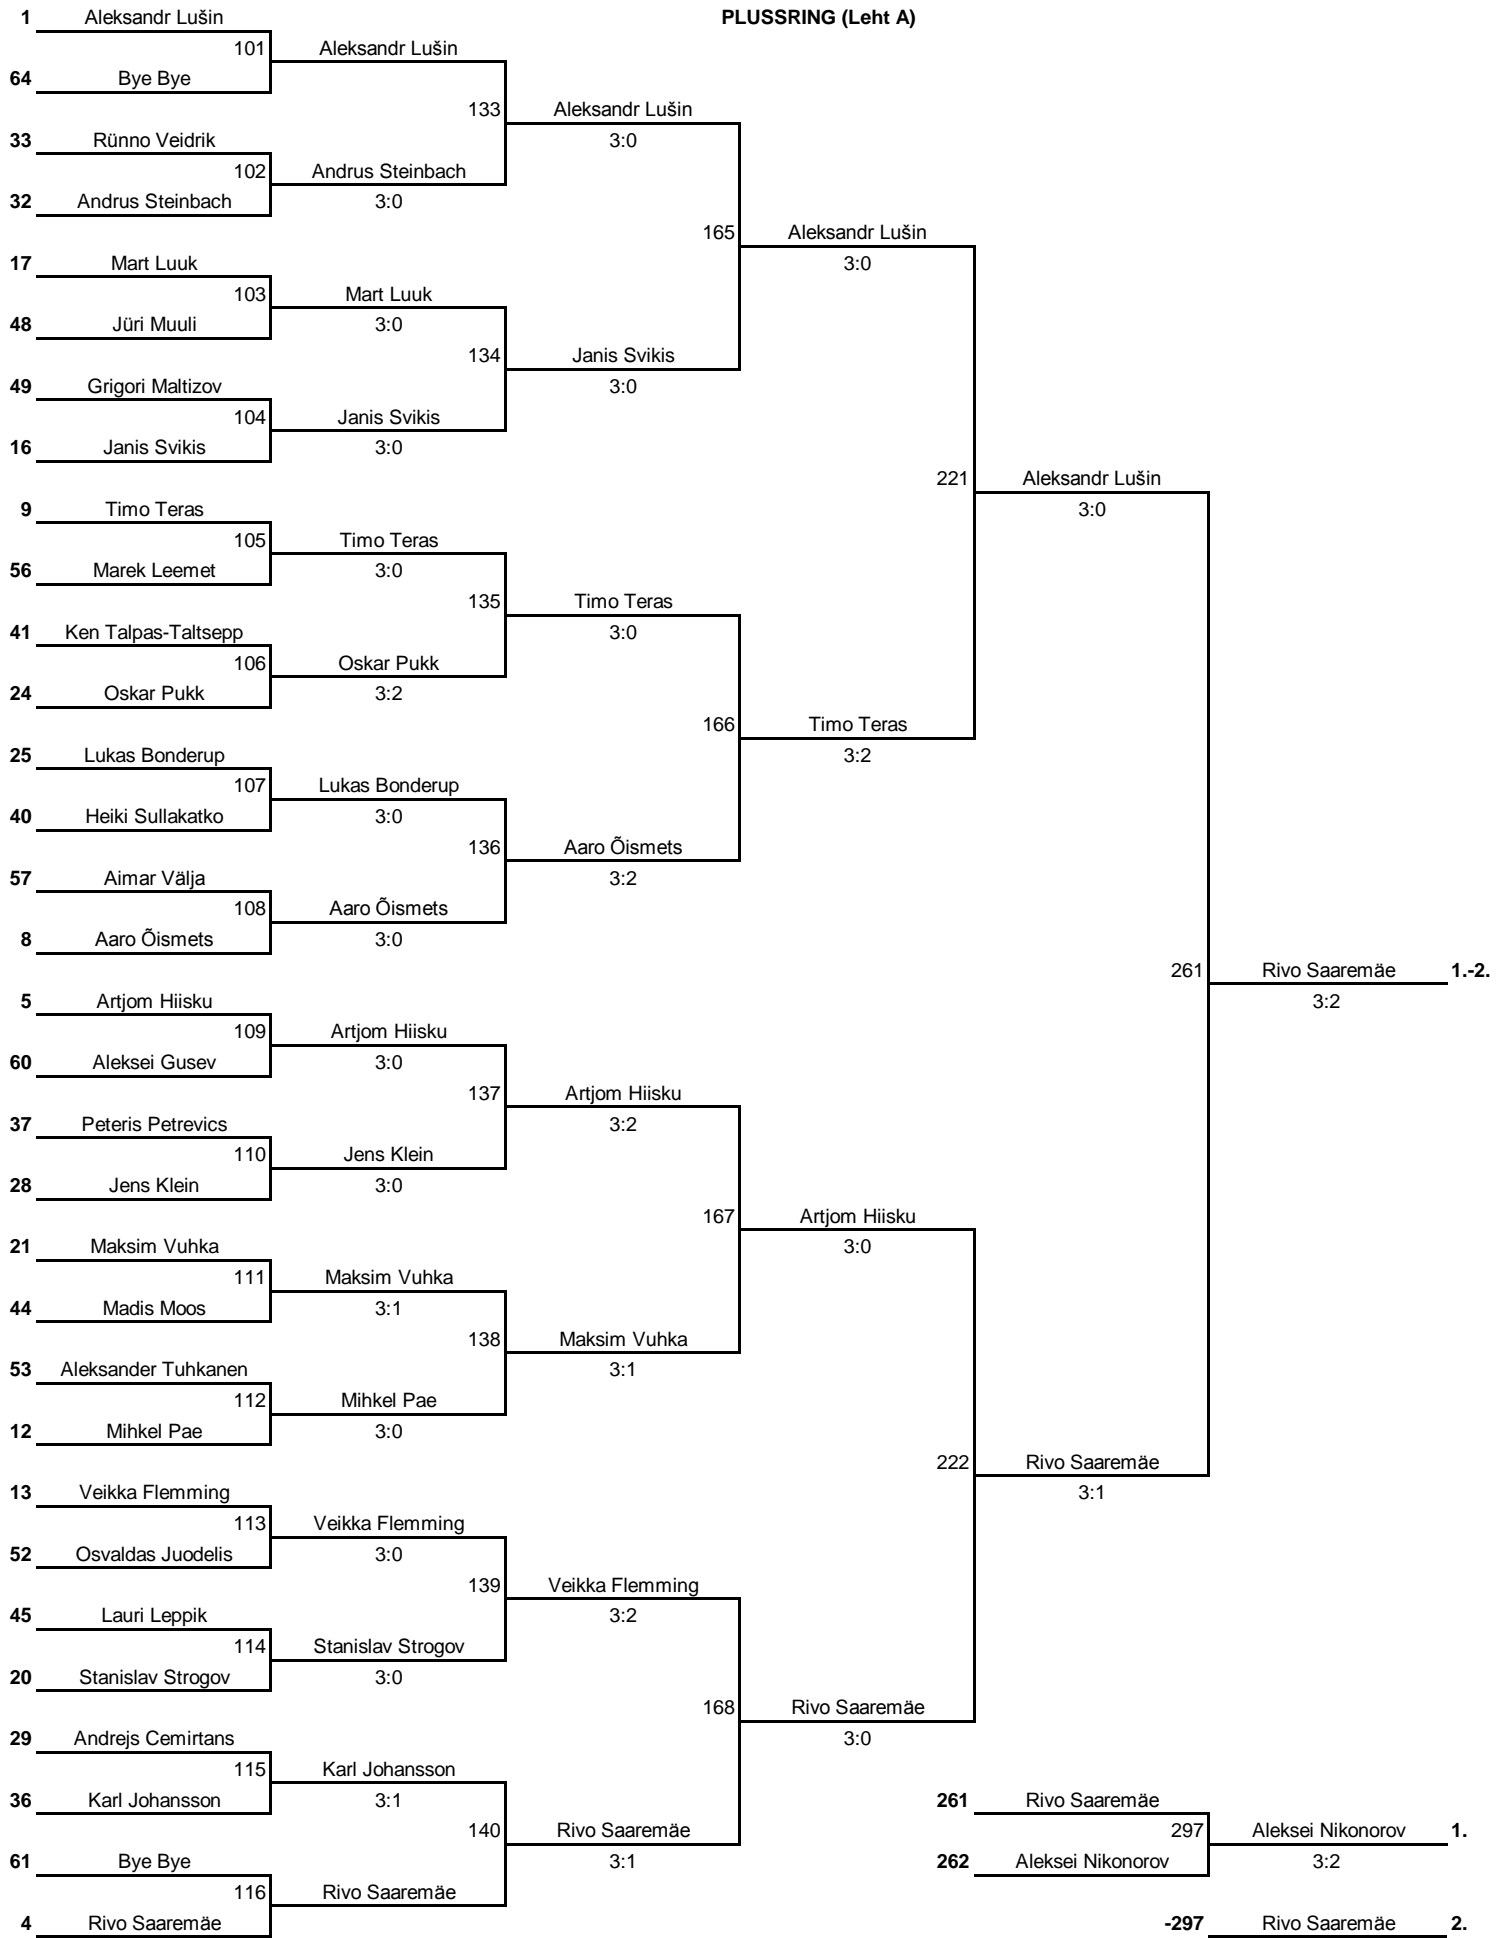 PLUSSRING (Leht A)
1 Aleksandr Lušin
101 Aleksandr Lušin
64 Bye Bye
133 Aleksandr Lušin
3:0
33 Rünno Veidrik
102 Andrus Steinbach
3:0
32 Andrus Steinbach
165 Aleksandr Lušin
3:0
17 Mart Luuk
103 Mart Luuk
3:0
48 Jüri Muuli
134 Janis Svikis
3:0
49 Grigori Maltizov
104 Janis Svikis
3:0
16 Janis Svikis
221 Aleksandr Lušin
3:0
9 Timo Teras
105 Timo Teras
3:0
56 Marek Leemet
135 Timo Teras
3:0
41 Ken Talpas-Taltsepp
106 Oskar Pukk
3:2
24 Oskar Pukk
166 Timo Teras
3:2
25 Lukas Bonderup
107 Lukas Bonderup
3:0
40 Heiki Sullakatko
136 Aaro Õismets
3:2
57 Aimar Välja
108 Aaro Õismets
3:0
8 Aaro Õismets
261 Rivo Saaremäe 1.-2.
3:2
5 Artjom Hiisku
109 Artjom Hiisku
3:0
60 Aleksei Gusev
137 Artjom Hiisku
3:2
37 Peteris Petrevics
110 Jens Klein
3:0
28 Jens Klein
167 Artjom Hiisku
3:0
21 Maksim Vuhka
111 Maksim Vuhka
3:1
44 Madis Moos
138 Maksim Vuhka
3:1
53 Aleksander Tuhkanen
112 Mihkel Pae
3:0
12 Mihkel Pae
222 Rivo Saaremäe
3:1
13 Veikka Flemming
113 Veikka Flemming
3:0
52 Osvaldas Juodelis
139 Veikka Flemming
3:2
45 Lauri Leppik
114 Stanislav Strogov
3:0
20 Stanislav Strogov
168 Rivo Saaremäe
3:0
29 Andrejs Cemirtans
115 Karl Johansson
3:1
36 Karl Johansson
140 Rivo Saaremäe
3:1
61 Bye Bye
116 Rivo Saaremäe
4 Rivo Saaremäe
261 Rivo Saaremäe
297 Aleksei Nikonorov 1.
3:2
262 Aleksei Nikonorov
-297 Rivo Saaremäe 2.